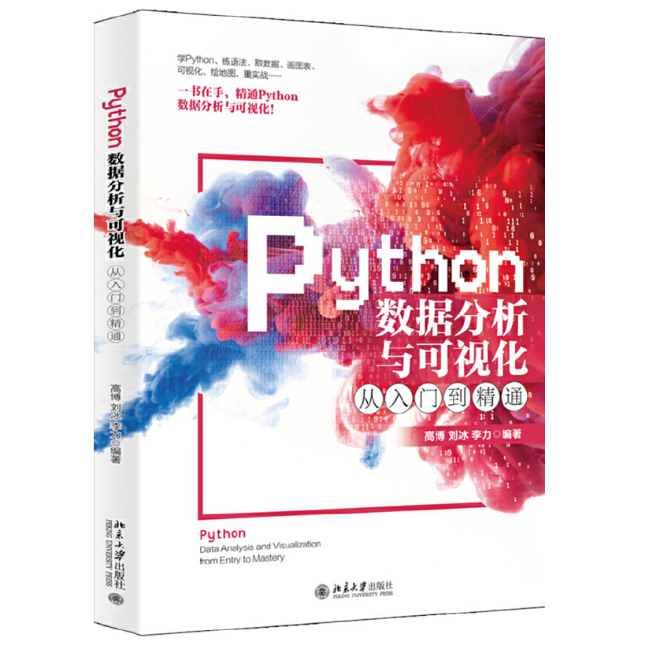 学Python、练语法、取数据、画图表、
可视化、绘地图、重实战……
一书在手，精通Python
数据分析与可视化！
Python
数据分析
与可视化
从入门到精通
高博 刘冰 李力◎编著
Python
Data Analysis and Visualization
from Entry to Mastery
北京大学出版社
PEKING UNIVERSITY PRESS
Python 数据分析与可视化 从入门到精通
高博 刘冰 李力◎编著
北京大学出版社
PEKING UNIVERSITY PRESS